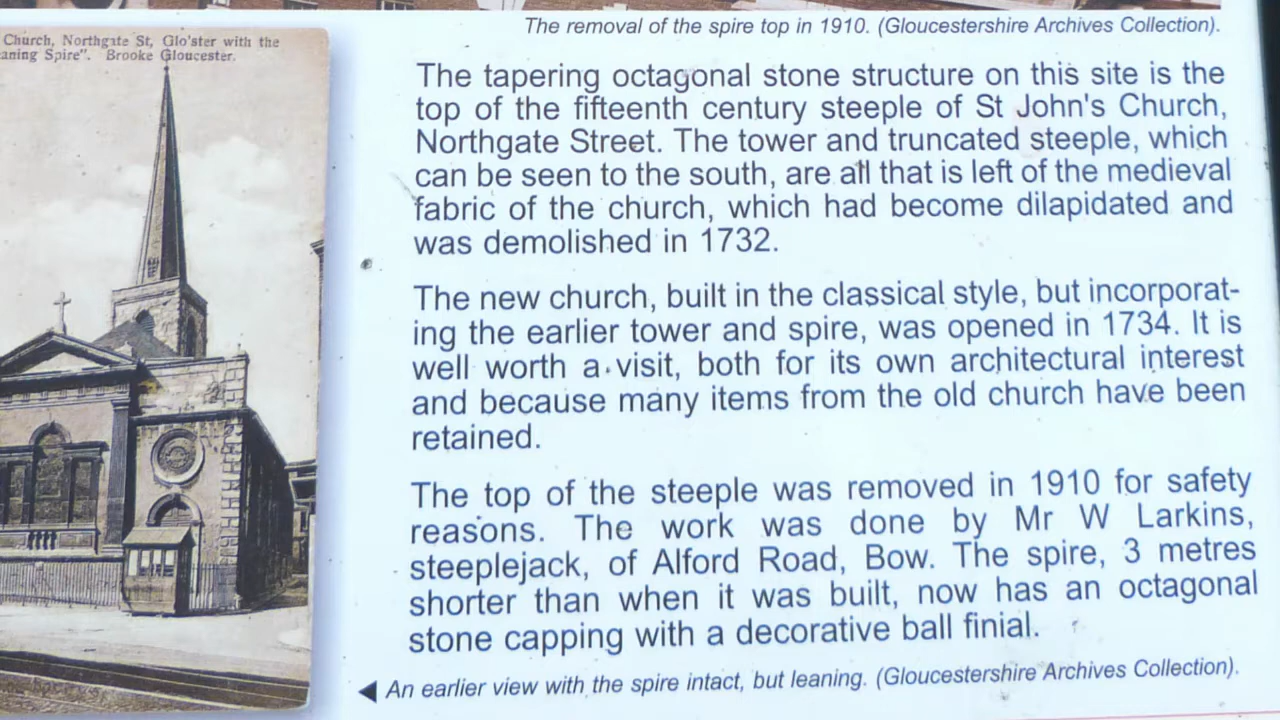 The removal of the spire top in 1910. (Gloucestershire Archives Collection).
Church, Northgate St, Glo'ster with the
aning Spire". Brooke Gloucester.
The tapering octagonal stone structure on this site is the
top of the fifteenth century steeple of St John's Church,
Northgate Street. The tower and truncated steeple, which
can be seen to the south, are all that is left of the medieval
fabric of the church, which had become dilapidated and
was demolished in 1732.
The new church, built in the classical style, but incorporat-
ing the earlier tower and spire, was opened in 1734. It is
well worth a visit, both for its own architectural interest
and because many items from the old church have been
retained.
The top of the steeple was removed in 1910 for safety
reasons. The work was done by Mr W Larkins,
steeplejack, of Alford Road, Bow. The spire, 3 metres
shorter than when it was built, now has an octagonal
stone capping with a decorative ball finial.
◀ An earlier view with the spire intact, but leaning. (Gloucestershire Archives Collection).